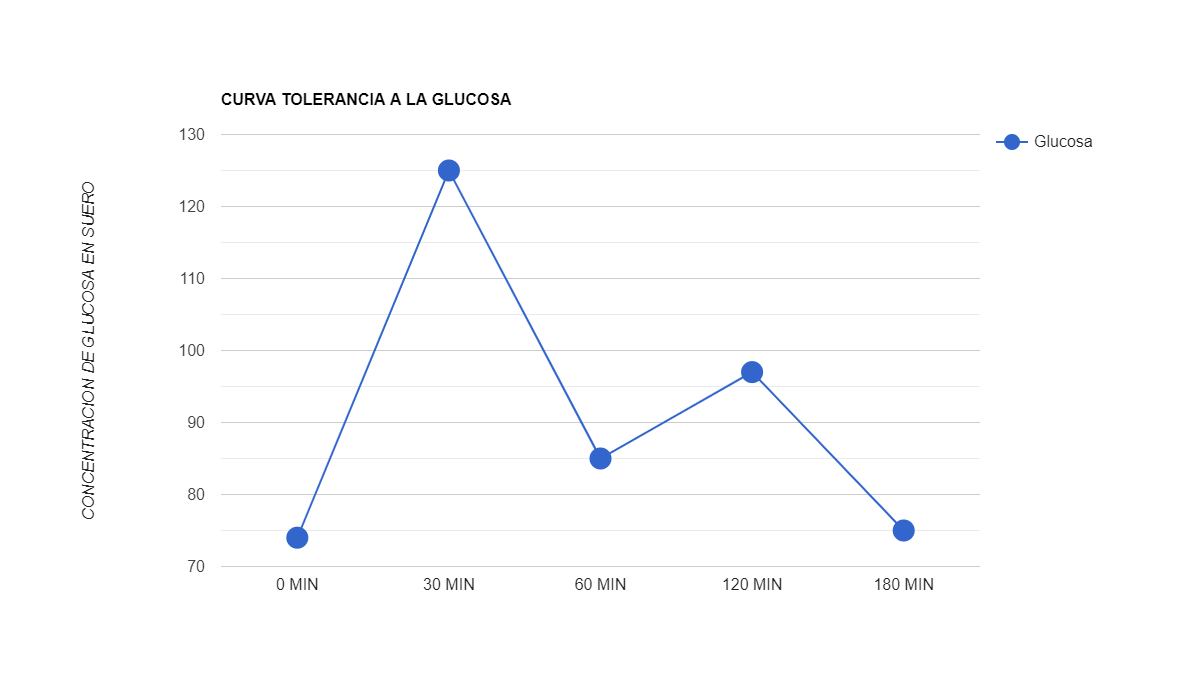 CURVA TOLERANCIA A LA GLUCOSA
CONCENTRACION DE GLUCOSA EN SUERO
130
120
110
100
90
80
70
0 MIN
30 MIN
60 MIN
120 MIN
180 MIN
Glucosa